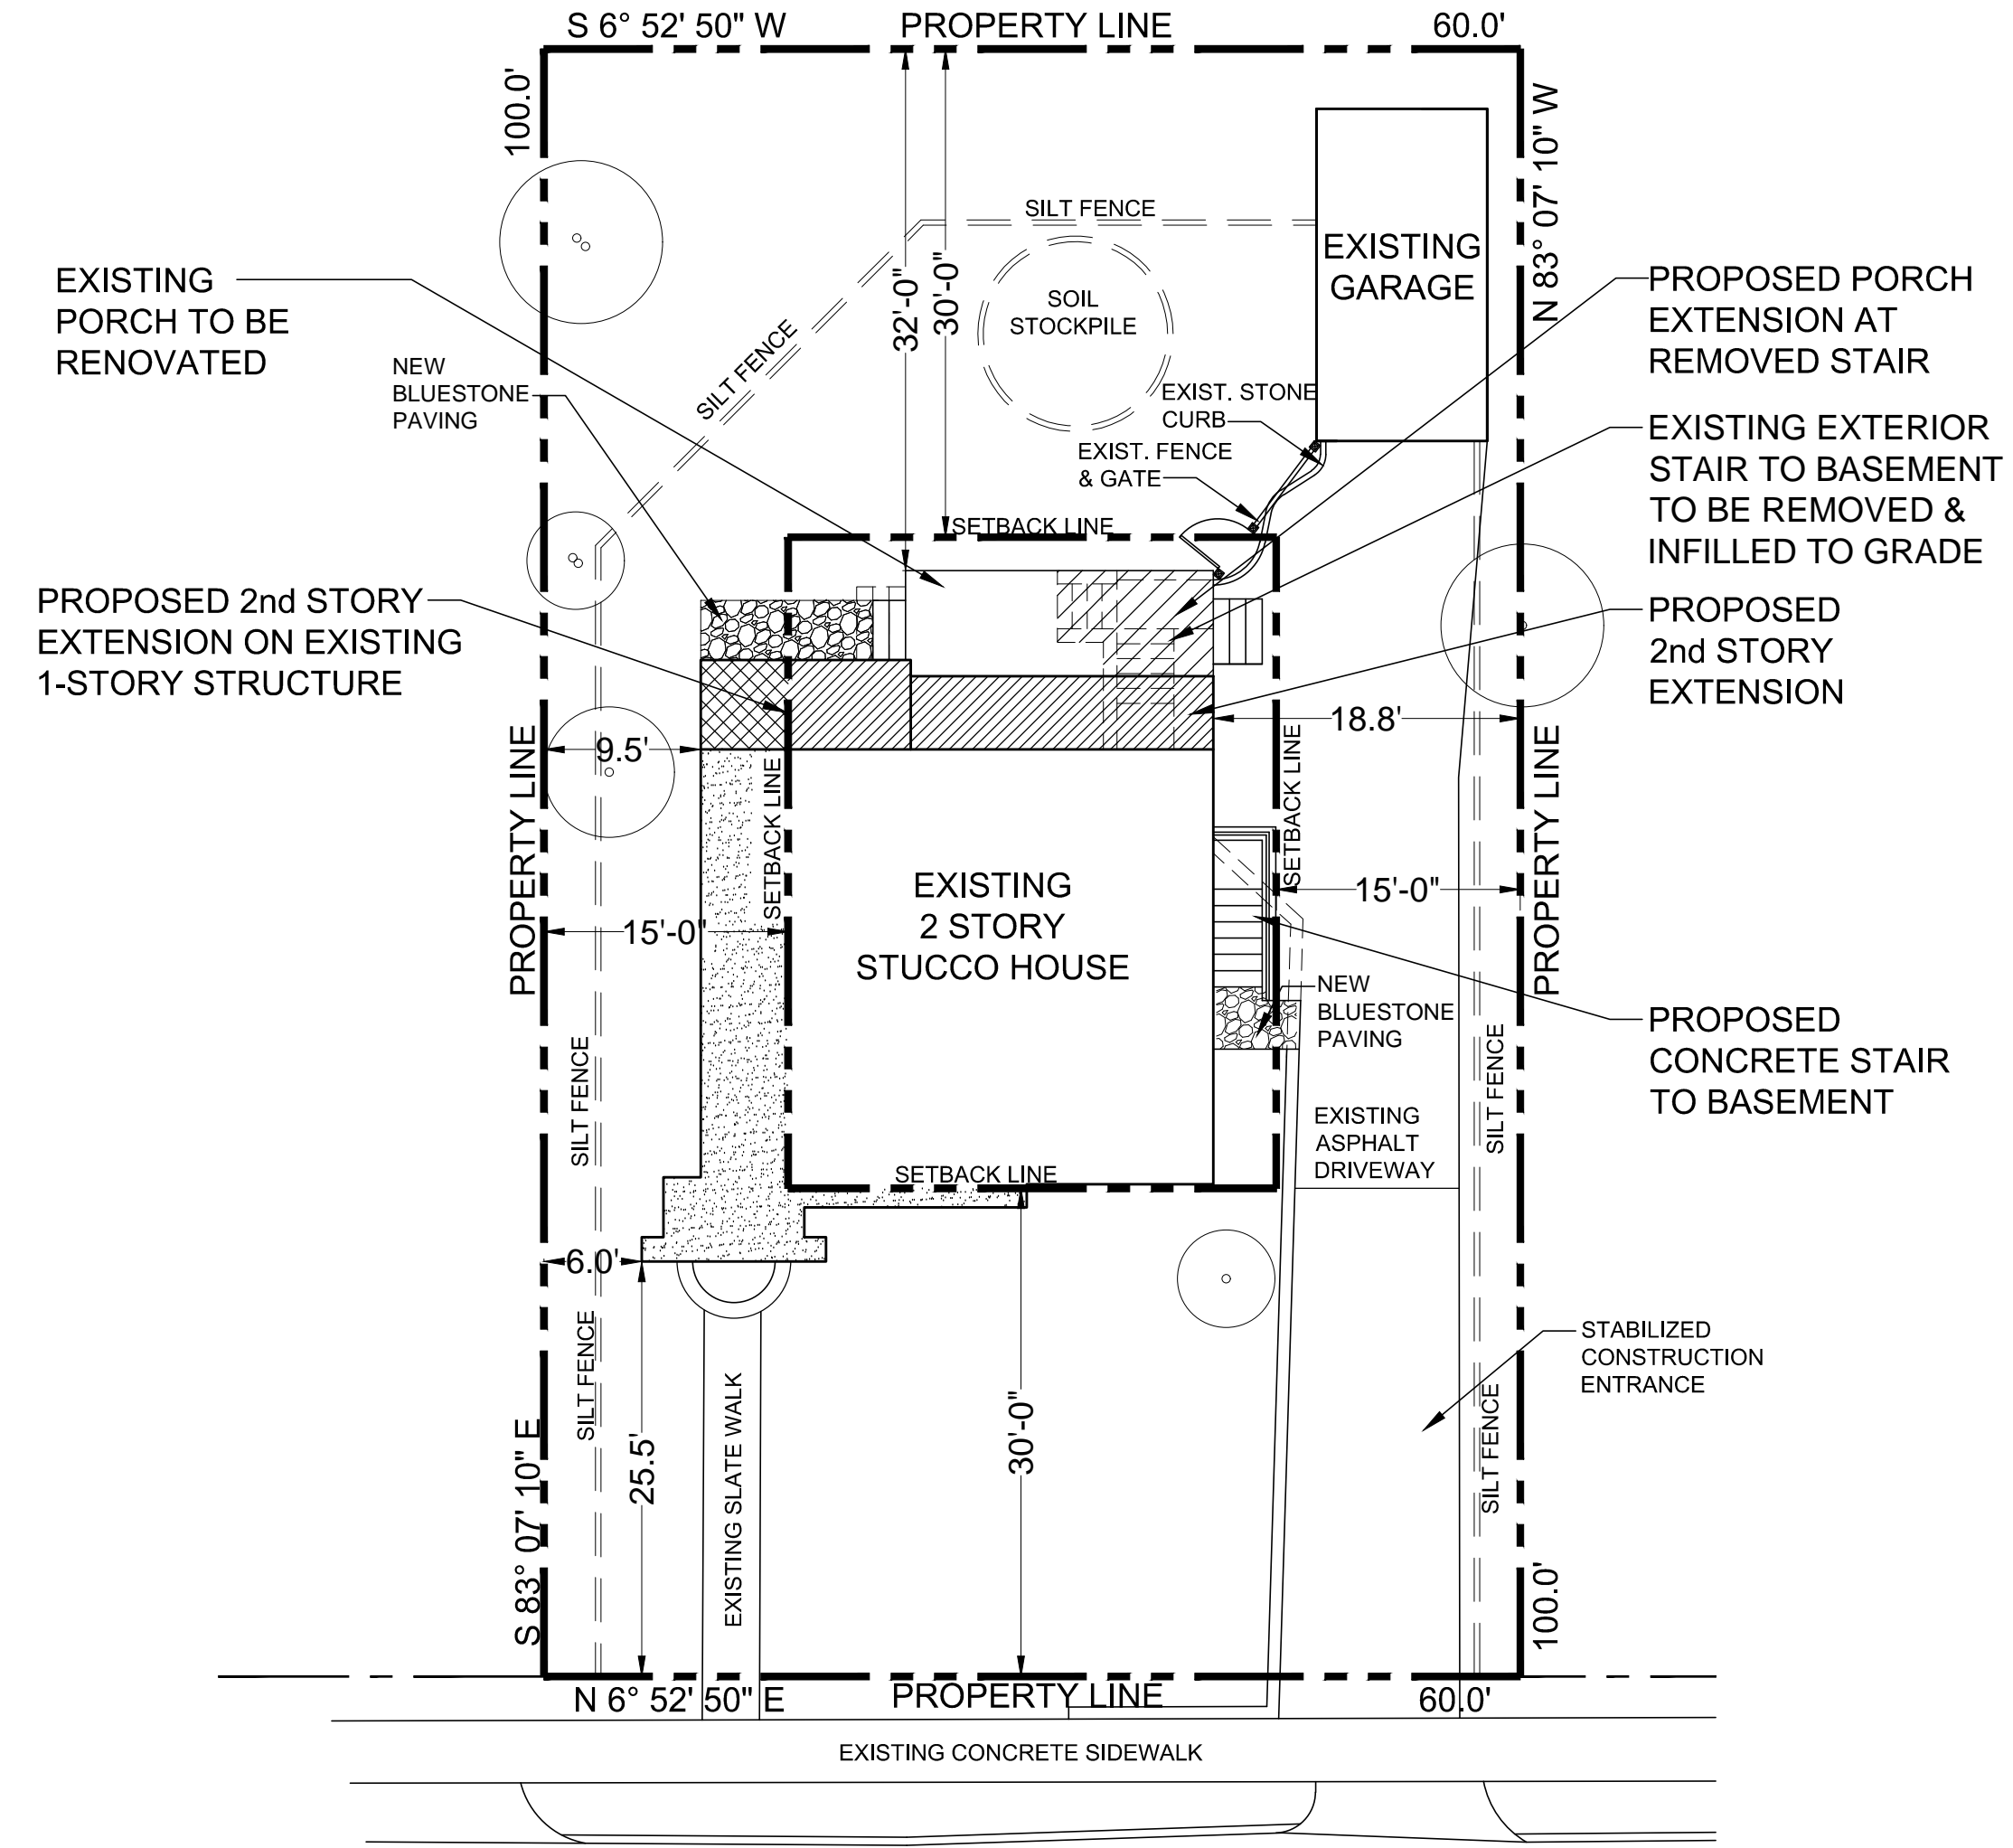 S 6° 52' 50" W
PROPERTY LINE
60.0'
100.0'
N 83° 07' 10" W
SILT FENCE
EXISTING
GARAGE
32'-0"
30'-0"
SOIL
STOCKPILE
EXISTING
PORCH TO BE
RENOVATED
NEW
BLUESTONE
PAVING
SILT FENCE
EXIST. STONE
CURB
EXIST. FENCE
& GATE
PROPOSED PORCH
EXTENSION AT
REMOVED STAIR
EXISTING EXTERIOR
STAIR TO BASEMENT
TO BE REMOVED &
INFILLED TO GRADE
SETBACK LINE
PROPOSED 2nd STORY
EXTENSION ON EXISTING
1-STORY STRUCTURE
PROPOSED
2nd STORY
EXTENSION
9.5'
18.8'
PROPERTY LINE
SETBACK LINE
SETBACK LINE
PROPERTY LINE
EXISTING
2 STORY
STUCCO HOUSE
15'-0"
15'-0"
NEW
BLUESTONE
PAVING
PROPOSED
CONCRETE STAIR
TO BASEMENT
SILT FENCE
SILT FENCE
EXISTING
ASPHALT
DRIVEWAY
SETBACK LINE
6.0'
SILT FENCE
25.5'
EXISTING SLATE WALK
30'-0"
SILT FENCE
STABILIZED
CONSTRUCTION
ENTRANCE
S 83° 07' 10" E
100.0'
N 6° 52' 50" E
PROPERTY LINE
60.0'
EXISTING CONCRETE SIDEWALK